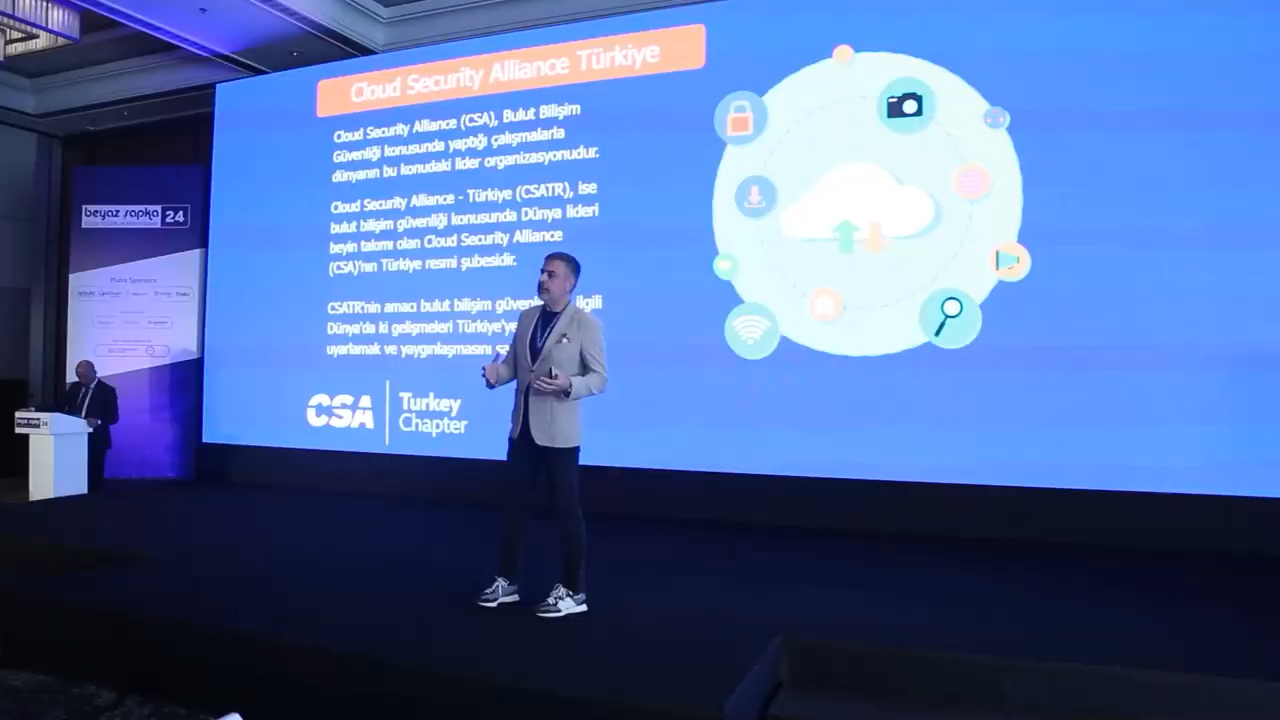 Cloud Security Alliance Türkiye
Cloud Security Alliance (CSA), Bulut Bilişim
Güvenliği konusunda yaptığı çalışmalarla
dünyanın bu konudaki lider organizasyonudur.
Cloud Security Alliance - Türkiye (CSATR), ise
bulut bilişim güvenliği konusunda Dünya lideri
beyin takımı olan Cloud Security Alliance
(CSA)'nın Türkiye resmi şubesidir.
CSATR'nin amacı bulut bilişim ilgili
Dünya'da ki gelişmeleri Türkiye'ye
uyarlamak ve yaygınlaşmasını
CSA Turkey
Chapter
beyaz şapka 24
Platin Sponsors
beyaz şapka 24